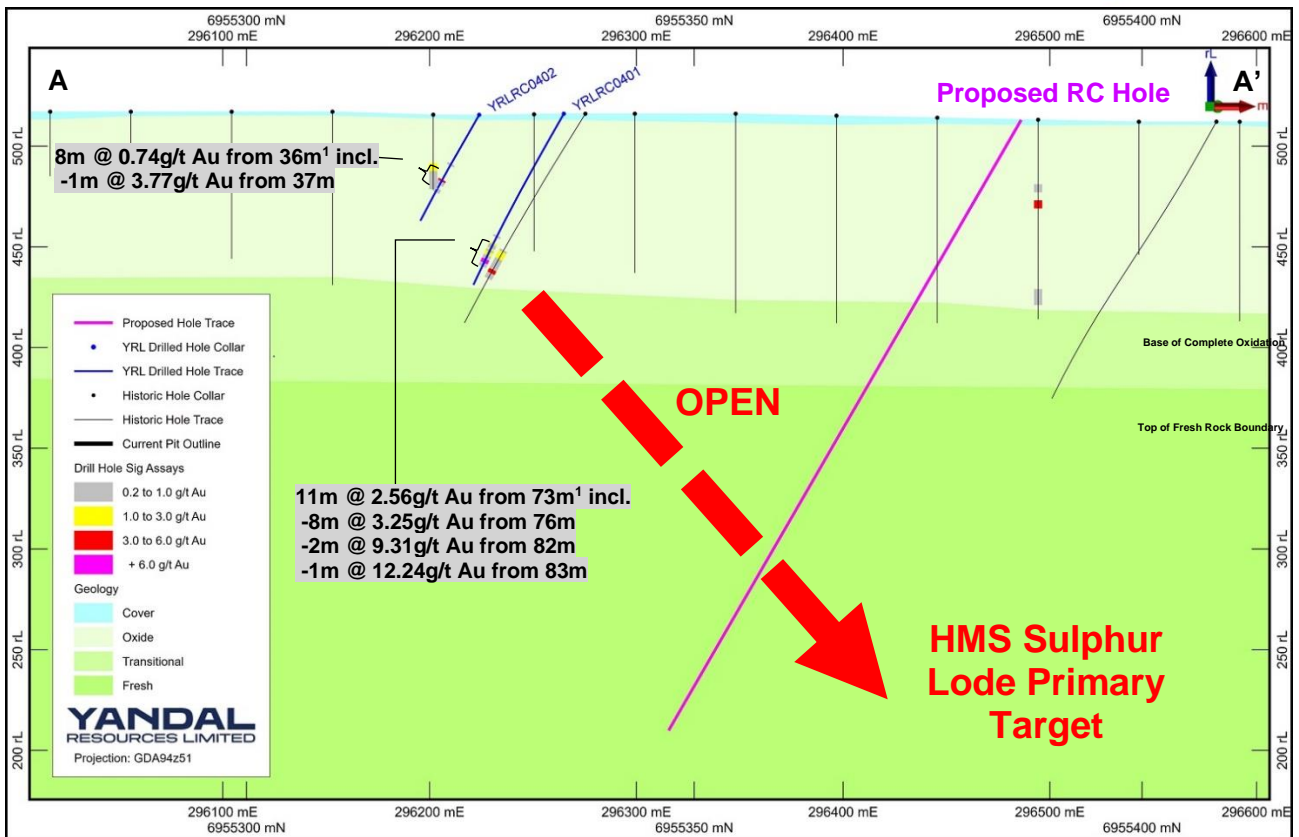 6955300 mN 6955350 mN 6955400 mN
296100 mE 296200 mE 296300 mE 296400 mE 296500 mE 296600 mE
A
YRLRC0402
YRLRC0401
Proposed RC Hole
rL
A’
m
500 rL
500 rL
8m @ 0.74g/t Au from 36m¹ incl.
-1m @ 3.77g/t Au from 37m
450 rL
450 rL
Proposed Hole Trace
YRL Drilled Hole Collar
YRL Drilled Hole Trace
Historic Hole Collar
Historic Hole Trace
Current Pit Outline
Drill Hole Sig Assays
0.2 to 1.0 g/t Au
1.0 to 3.0 g/t Au
3.0 to 6.0 g/t Au
+ 6.0 g/t Au
Geology
Cover
Oxide
Transitional
Fresh
YANDAL
RESOURCES LIMITED
Projection: GDA94z51
400 rL
Base of Complete Oxidation
400 rL
OPEN
Top of Fresh Rock Boundary
350 rL
350 rL
11m @ 2.56g/t Au from 73m¹ incl.
-8m @ 3.25g/t Au from 76m
-2m @ 9.31g/t Au from 82m
-1m @ 12.24g/t Au from 83m
300 rL
300 rL
HMS Sulphur
Lode Primary
Target
250 rL
250 rL
200 rL
200 rL
296100 mE 296200 mE 296300 mE 296400 mE 296500 mE 296600 mE
6955300 mN 6955350 mN 6955400 mN